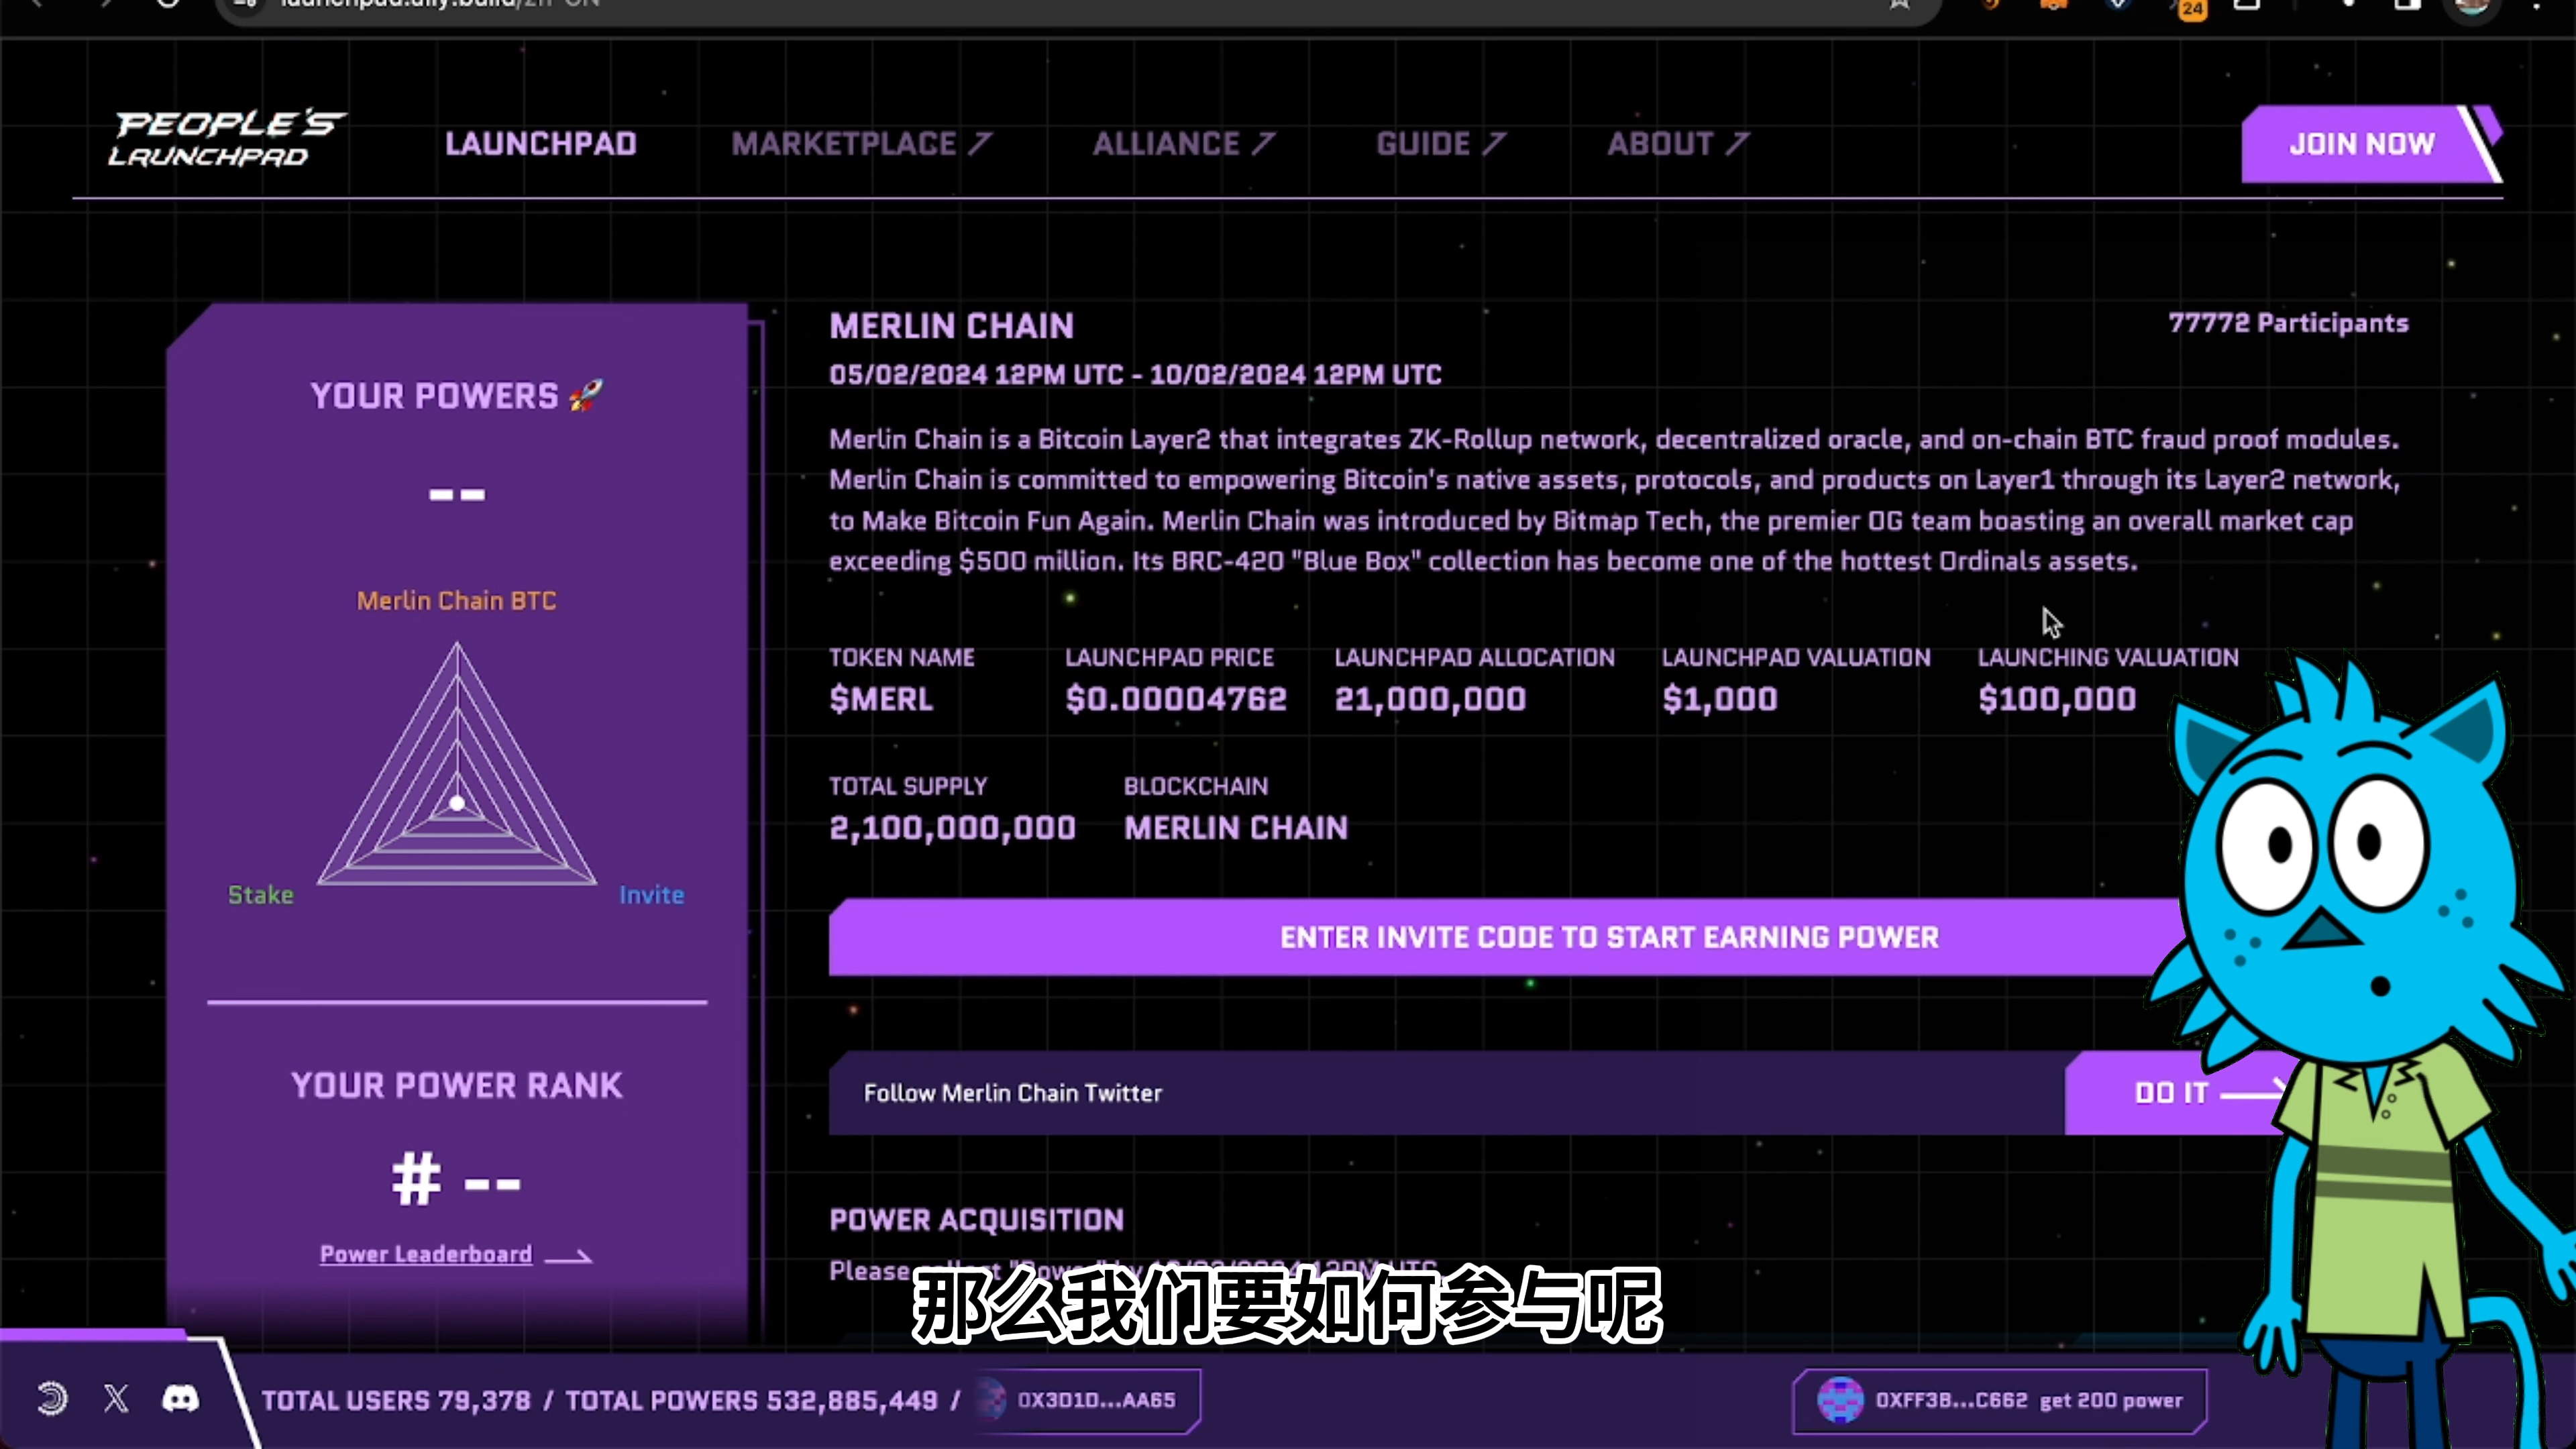 24
PEOPLE'S
LAUNCHPAD
LAUNCHPAD
MARKETPLACE
ALLIANCE
GUIDE
ABOUT
JOIN NOW
YOUR POWERS 🚀
--
Merlin Chain BTC
Stake
Invite
YOUR POWER RANK
# --
Power Leaderboard
MERLIN CHAIN
77772 Participants
05/02/2024 12PM UTC - 10/02/2024 12PM UTC
Merlin Chain is a Bitcoin Layer2 that integrates ZK-Rollup network, decentralized oracle, and on-chain BTC fraud proof modules.
Merlin Chain is committed to empowering Bitcoin's native assets, protocols, and products on Layer1 through its Layer2 network,
to Make Bitcoin Fun Again. Merlin Chain was introduced by Bitmap Tech, the premier OG team boasting an overall market cap
exceeding $500 million. Its BRC-420 "Blue Box" collection has become one of the hottest Ordinals assets.
TOKEN NAME
$MERL
LAUNCHPAD PRICE
$0.00004762
LAUNCHPAD ALLOCATION
21,000,000
LAUNCHPAD VALUATION
$1,000
LAUNCHING VALUATION
$100,000
TOTAL SUPPLY
2,100,000,000
BLOCKCHAIN
MERLIN CHAIN
ENTER INVITE CODE TO START EARNING POWER
Follow Merlin Chain Twitter
DO IT
POWER ACQUISITION
Please
那么我们要如何参与呢
TOTAL USERS 79,378 / TOTAL POWERS 532,885,449 /
0X3D1D...AA65
0XFF3B...C662 get 200 power